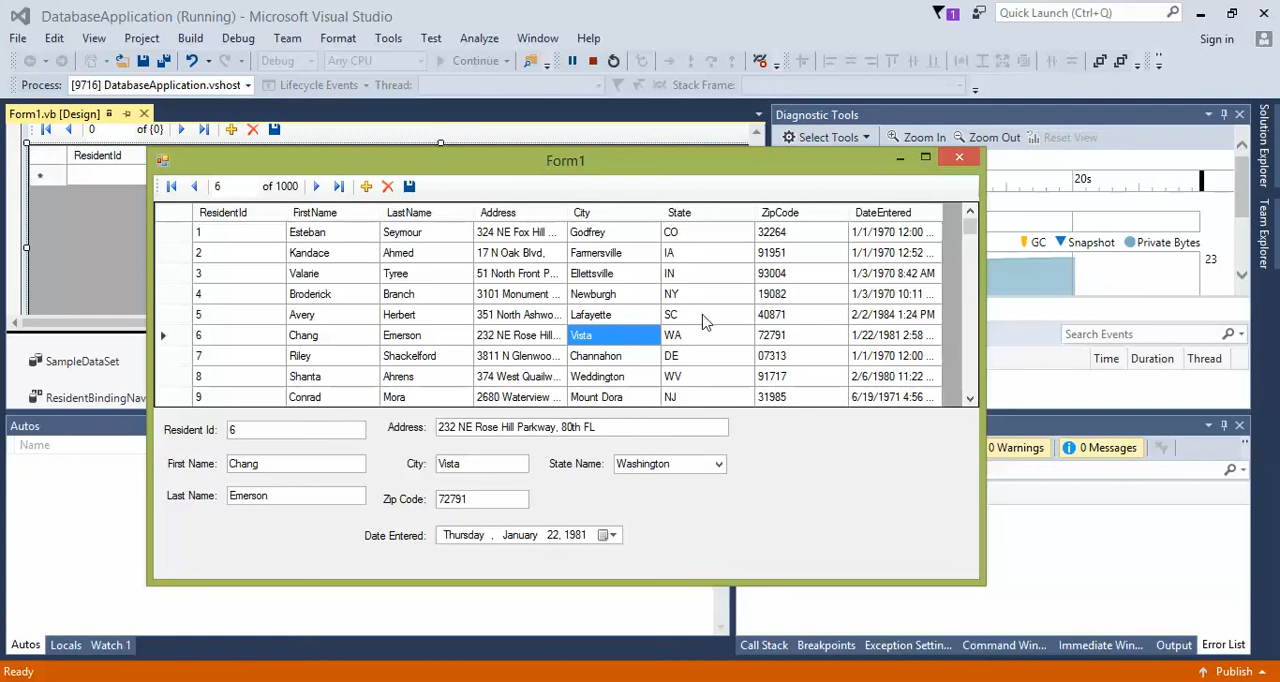 DatabaseApplication (Running) - Microsoft Visual Studio
1
Quick Launch (Ctrl+Q)
File Edit View Project Build Debug Team Format Tools Test Analyze Window Help
Sign in
Debug Any CPU Continue
Process: [9716] DatabaseApplication.vshost Lifecycle Events Thread: Stack Frame:
Form1.vb [Design]
Diagnostic Tools
0 of {0}
Select Tools Zoom In Zoom Out Reset View
Solution Explorer
Team Explorer
ResidentId
20s
GC Snapshot Private Bytes
23
Search Events
Time Duration Thread
SampleDataSet
ResidentBindingNav
Form1
6 of 1000
ResidentId FirstName LastName Address City State ZipCode DateEntered
1 Esteban Seymour 324 NE Fox Hill ... Godfrey CO 32264 1/1/1970 12:00 ...
2 Kandace Ahmed 17 N Oak Blvd, Farmersville IA 91951 1/1/1970 12:52 ...
3 Valarie Tyree 51 North Front P... Ellettsville IN 93004 1/3/1970 8:42 AM
4 Broderick Branch 3101 Monument ... Newburgh NY 19082 1/3/1970 10:11 ...
5 Avery Herbert 351 North Ashwo... Lafayette SC 40871 2/2/1984 1:24 PM
6 Chang Emerson 232 NE Rose Hill... Vista WA 72791 1/22/1981 2:58 ...
7 Riley Shackelford 3811 N Glenwoo... Channahon DE 07313 1/1/1970 12:00 ...
8 Shanta Ahrens 374 West Quailw... Weddington WV 91717 2/6/1980 11:22 ...
9 Conrad Mora 2680 Waterview ... Mount Dora NJ 31985 6/19/1971 4:56 ...
Resident Id: 6 Address: 232 NE Rose Hill Parkway, 80th FL
First Name: Chang City: Vista State Name: Washington
Last Name: Emerson Zip Code: 72791
Date Entered: Thursday , January 22, 1981
Autos
Name
0 Warnings 0 Messages
Autos Locals Watch 1
Call Stack Breakpoints Exception Settin... Command Win... Immediate Win... Output Error List
Ready
Publish